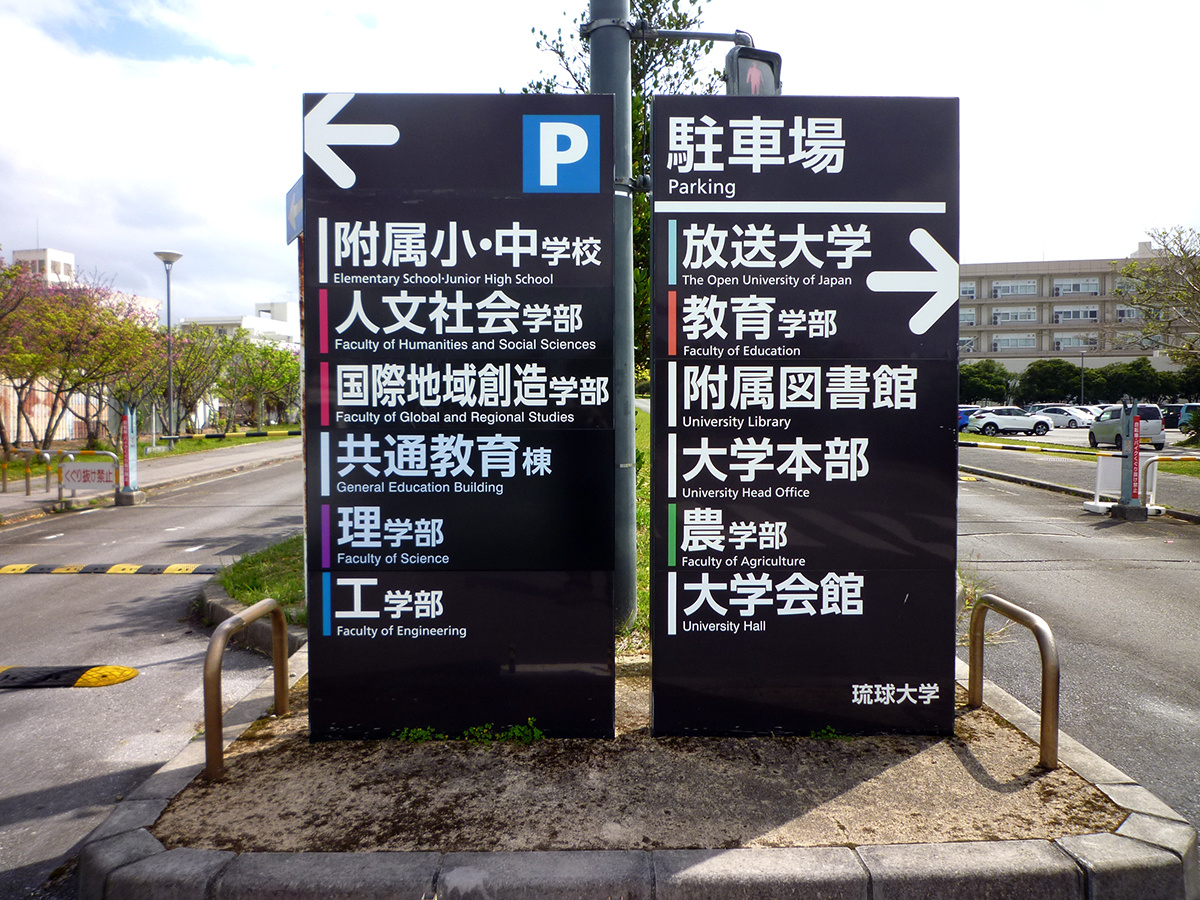 P
附属小・中学校
Elementary School·Junior High School
人文社会学部
Faculty of Humanities and Social Sciences
国際地域創造学部
Faculty of Global and Regional Studies
共通教育棟
General Education Building
理学部
Faculty of Science
工学部
Faculty of Engineering
駐車場
Parking
放送大学
The Open University of Japan
教育学部
Faculty of Education
附属図書館
University Library
大学本部
University Head Office
農学部
Faculty of Agriculture
大学会館
University Hall
琉球大学
くぐり抜け禁止